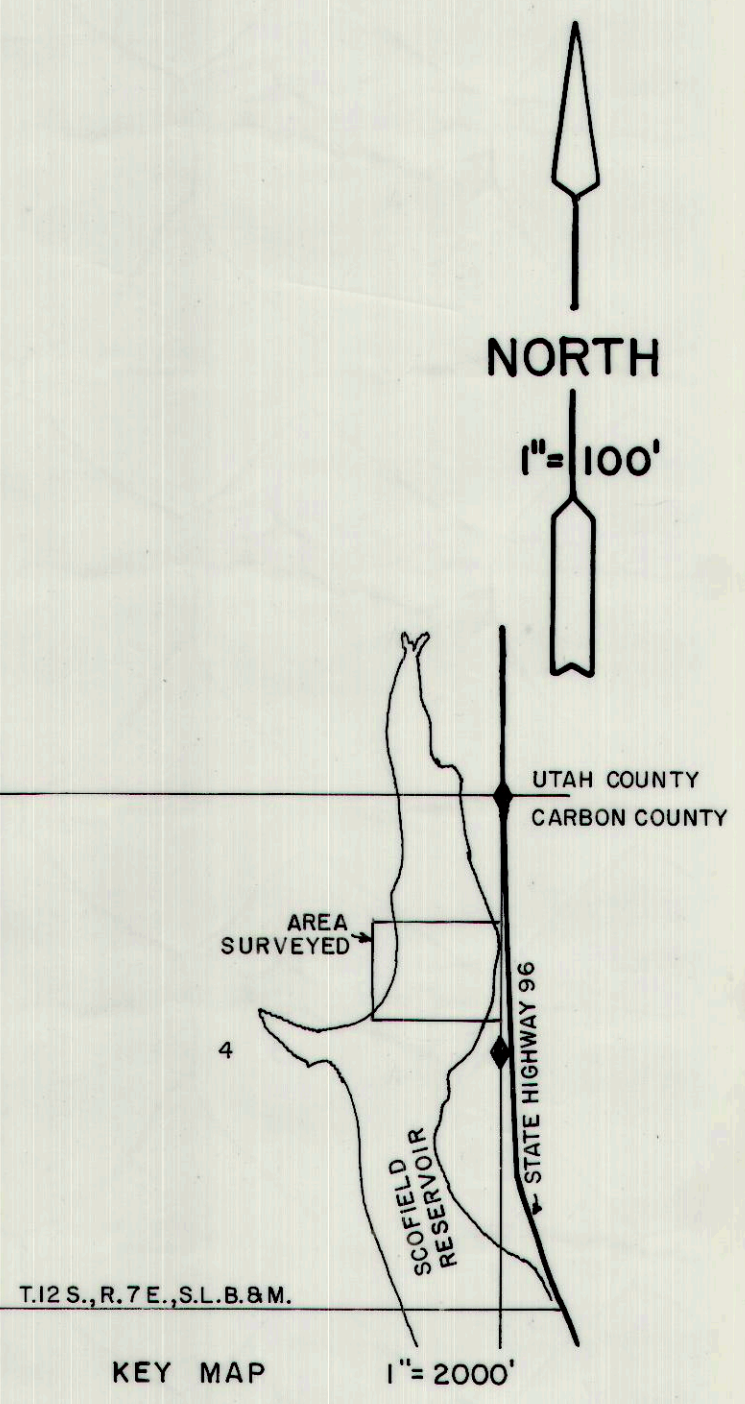 NORTH
1"= 100'
UTAH COUNTY
CARBON COUNTY
AREA
SURVEYED
4
STATE HIGHWAY 96
SCOFIELD
RESERVOIR
T.12 S., R. 7 E., S.L.B.& M.
KEY MAP 1"= 2000'